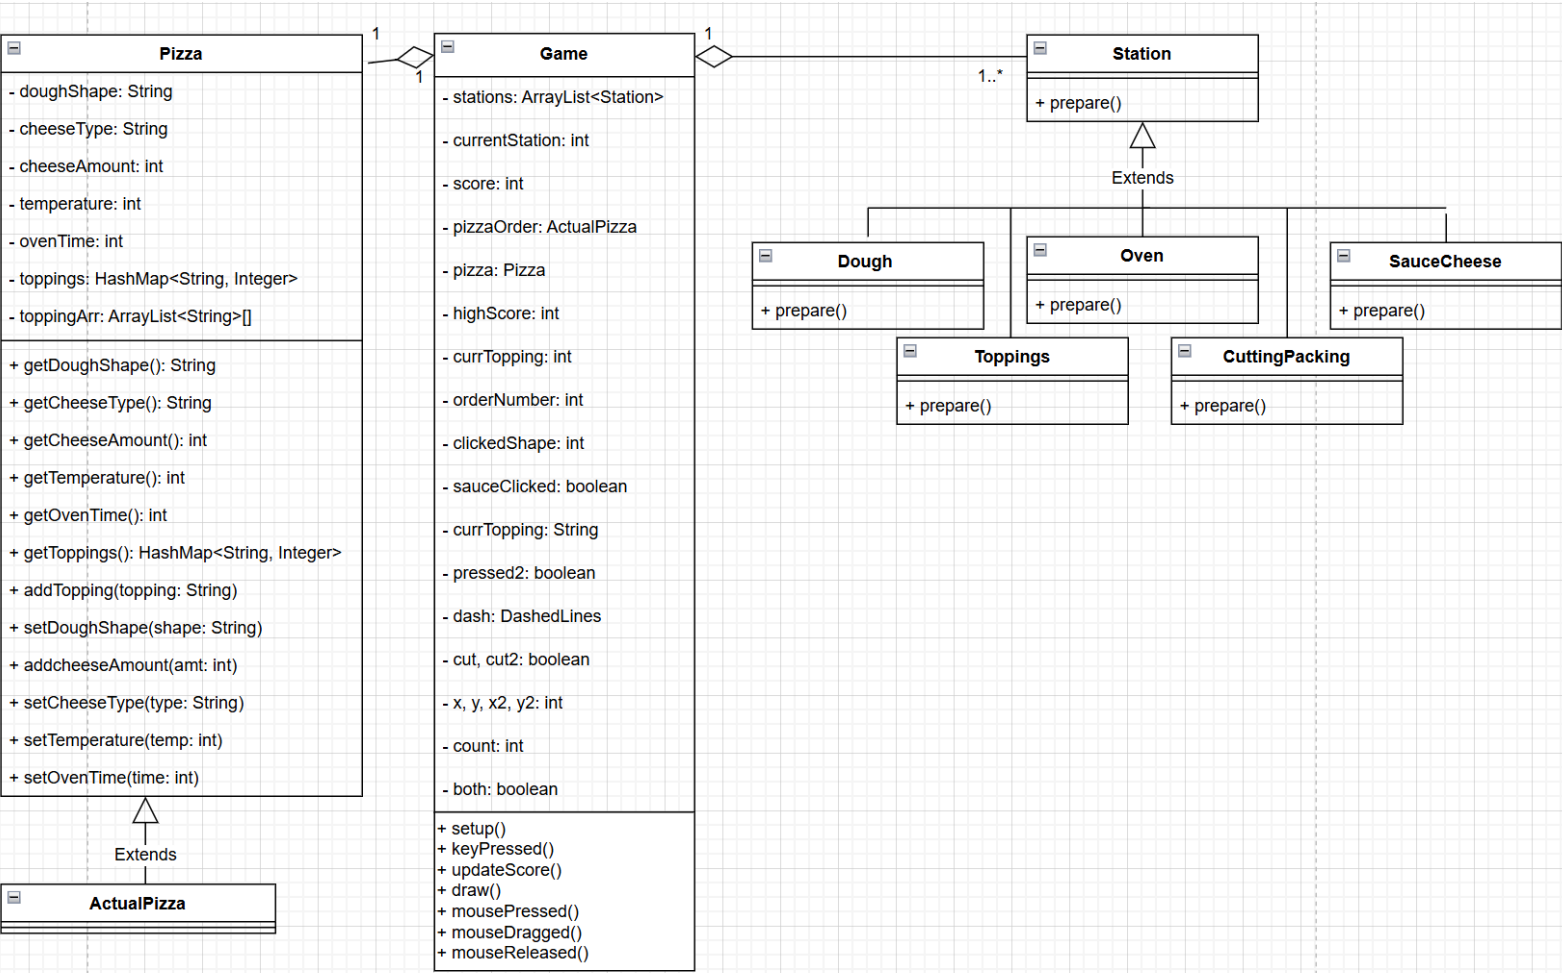 Pizza
- doughShape: String
- cheeseType: String
- cheeseAmount: int
- temperature: int
- ovenTime: int
- toppings: HashMap<String, Integer>
- toppingArr: ArrayList<String>[]
+ getDoughShape(): String
+ getCheeseType(): String
+ getCheeseAmount(): int
+ getTemperature(): int
+ getOvenTime(): int
+ getToppings(): HashMap<String, Integer>
+ addTopping(topping: String)
+ setDoughShape(shape: String)
+ addcheeseAmount(amt: int)
+ setCheeseType(type: String)
+ setTemperature(temp: int)
+ setOvenTime(time: int)
Extends
ActualPizza
1
1
Game
- stations: ArrayList<Station>
- currentStation: int
- score: int
- pizzaOrder: ActualPizza
- pizza: Pizza
- highScore: int
- currTopping: int
- orderNumber: int
- clickedShape: int
- sauceClicked: boolean
- currTopping: String
- pressed2: boolean
- dash: DashedLines
- cut, cut2: boolean
- x, y, x2, y2: int
- count: int
- both: boolean
+ setup()
+ keyPressed()
+ updateScore()
+ draw()
+ mousePressed()
+ mouseDragged()
+ mouseReleased()
1
1..*
Station
+ prepare()
Extends
Dough
+ prepare()
Oven
+ prepare()
SauceCheese
+ prepare()
Toppings
+ prepare()
CuttingPacking
+ prepare()